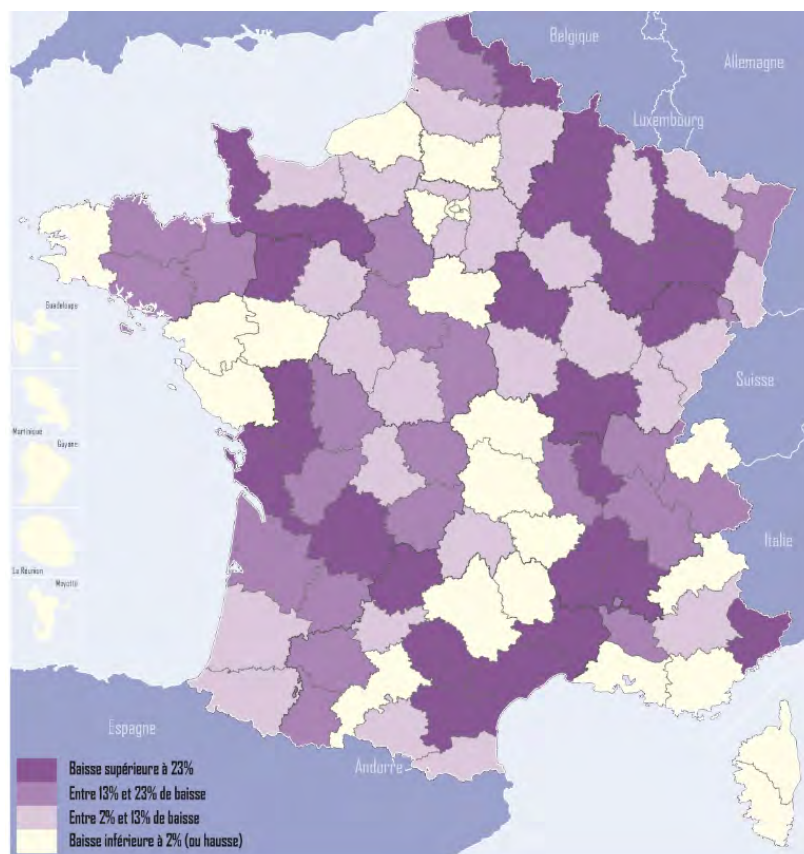 Belgique
Allemagne
Luxembourg
Guadeloupe
Suisse
Martinique
Guyane
Italie
La Réunion
Mayotte
Espagne
Andorre
Baisse supérieure à 23%
Entre 13% et 23% de baisse
Entre 2% et 13% de baisse
Baisse inférieure à 2% (ou hausse)